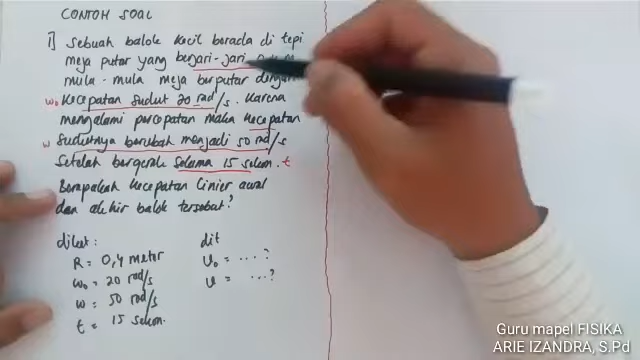 CONTOH SOAL
1] Sebuah balok kecil berada di tepi
meja putar yang berjari-jari
mula-mula meja berputar dengan
ω₀ kecepatan sudut 20 rad/s. Karena
mengalami percepatan maka kecepatan
ω sudutnya berubah menjadi 50 rad/s
setelah bergerak selama 15 sekon. t
Berapakah kecepatan linier awal
dan akhir balok tersebut?
diket:
R = 0,4 meter
ω₀ = 20 rad/s
ω = 50 rad/s
t = 15 sekon.
dit
v₀ = ...?
v = ...?
Guru mapel FISIKA
ARIE IZANDRA, S.Pd